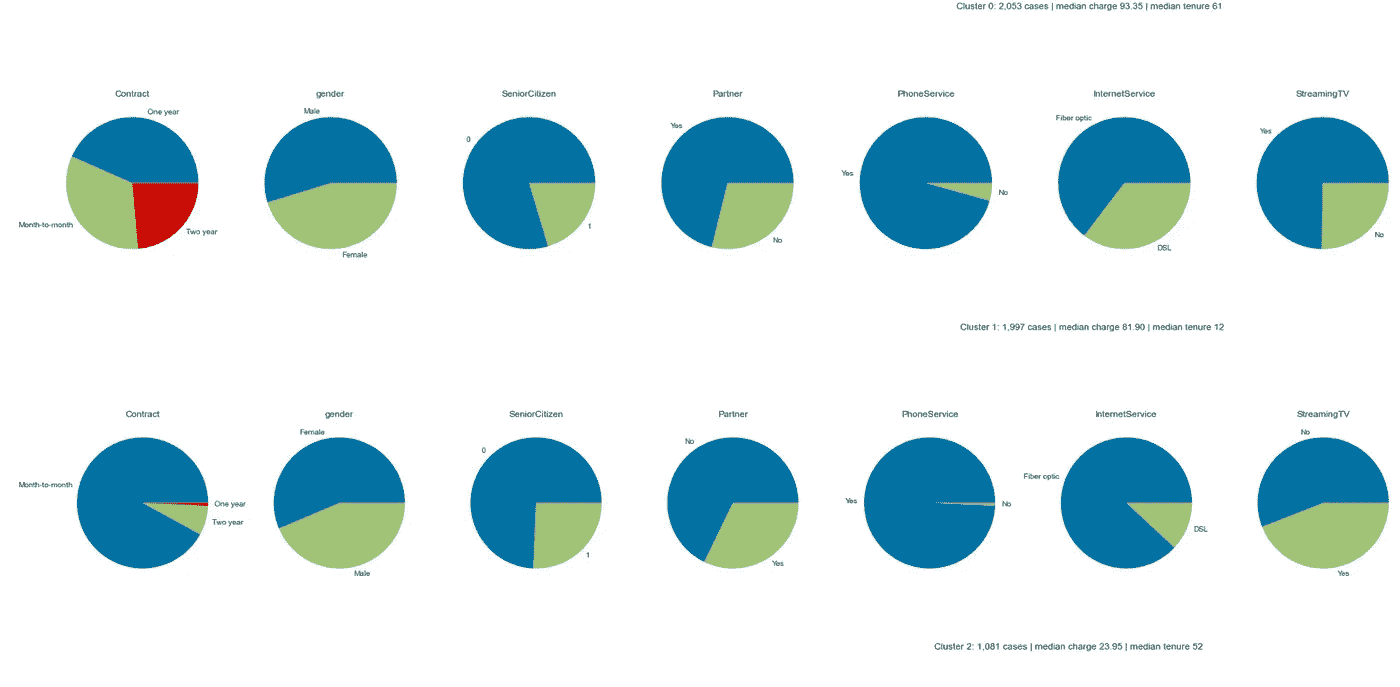 Cluster 0: 2,053 cases | median charge 93.35 | median tenure 61
Contract
gender
SeniorCitizen
Partner
PhoneService
InternetService
StreamingTV
One year
Month-to-month
Two year
Male
Female
0
1
Yes
No
Yes
No
Fiber optic
DSL
Yes
No
Cluster 1: 1,997 cases | median charge 81.90 | median tenure 12
Contract
gender
SeniorCitizen
Partner
PhoneService
InternetService
StreamingTV
Month-to-month
One year
Two year
Female
Male
0
1
No
Yes
Yes
No
Fiber optic
DSL
No
Yes
Cluster 2: 1,081 cases | median charge 23.95 | median tenure 52